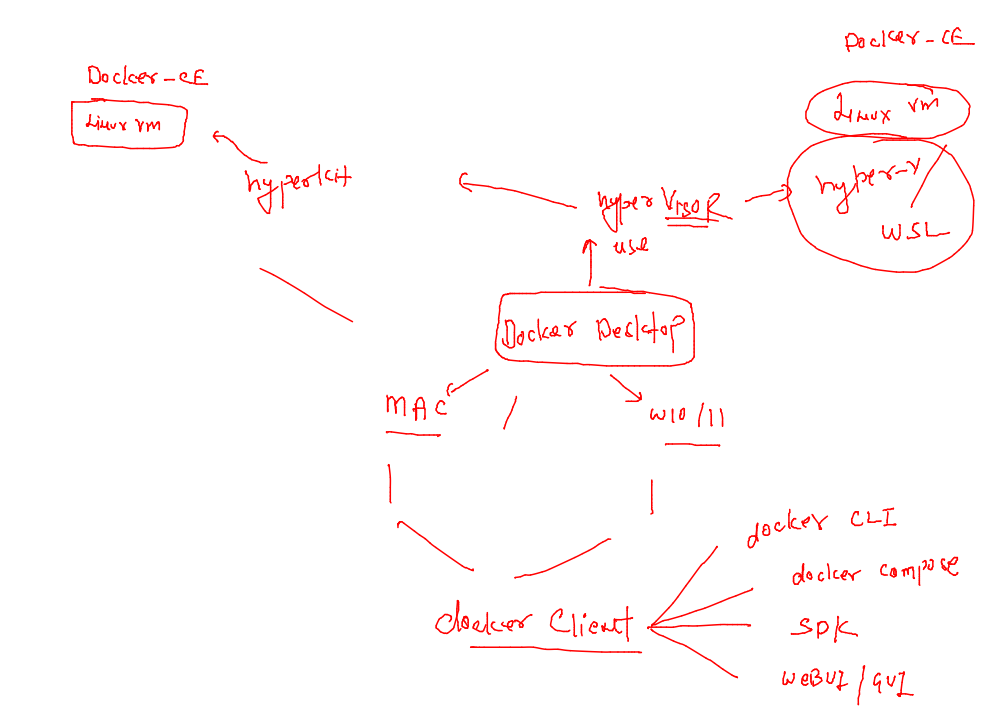 Docker-CE
Docker-CE
Linux vm
Linux vm
hyperkit
hyper-v
hyper VISOR
WSL
use
Docker Desktop
MAC
W10/11
docker CLI
docker compose
docker Client
SDK
WEBUI/GUI